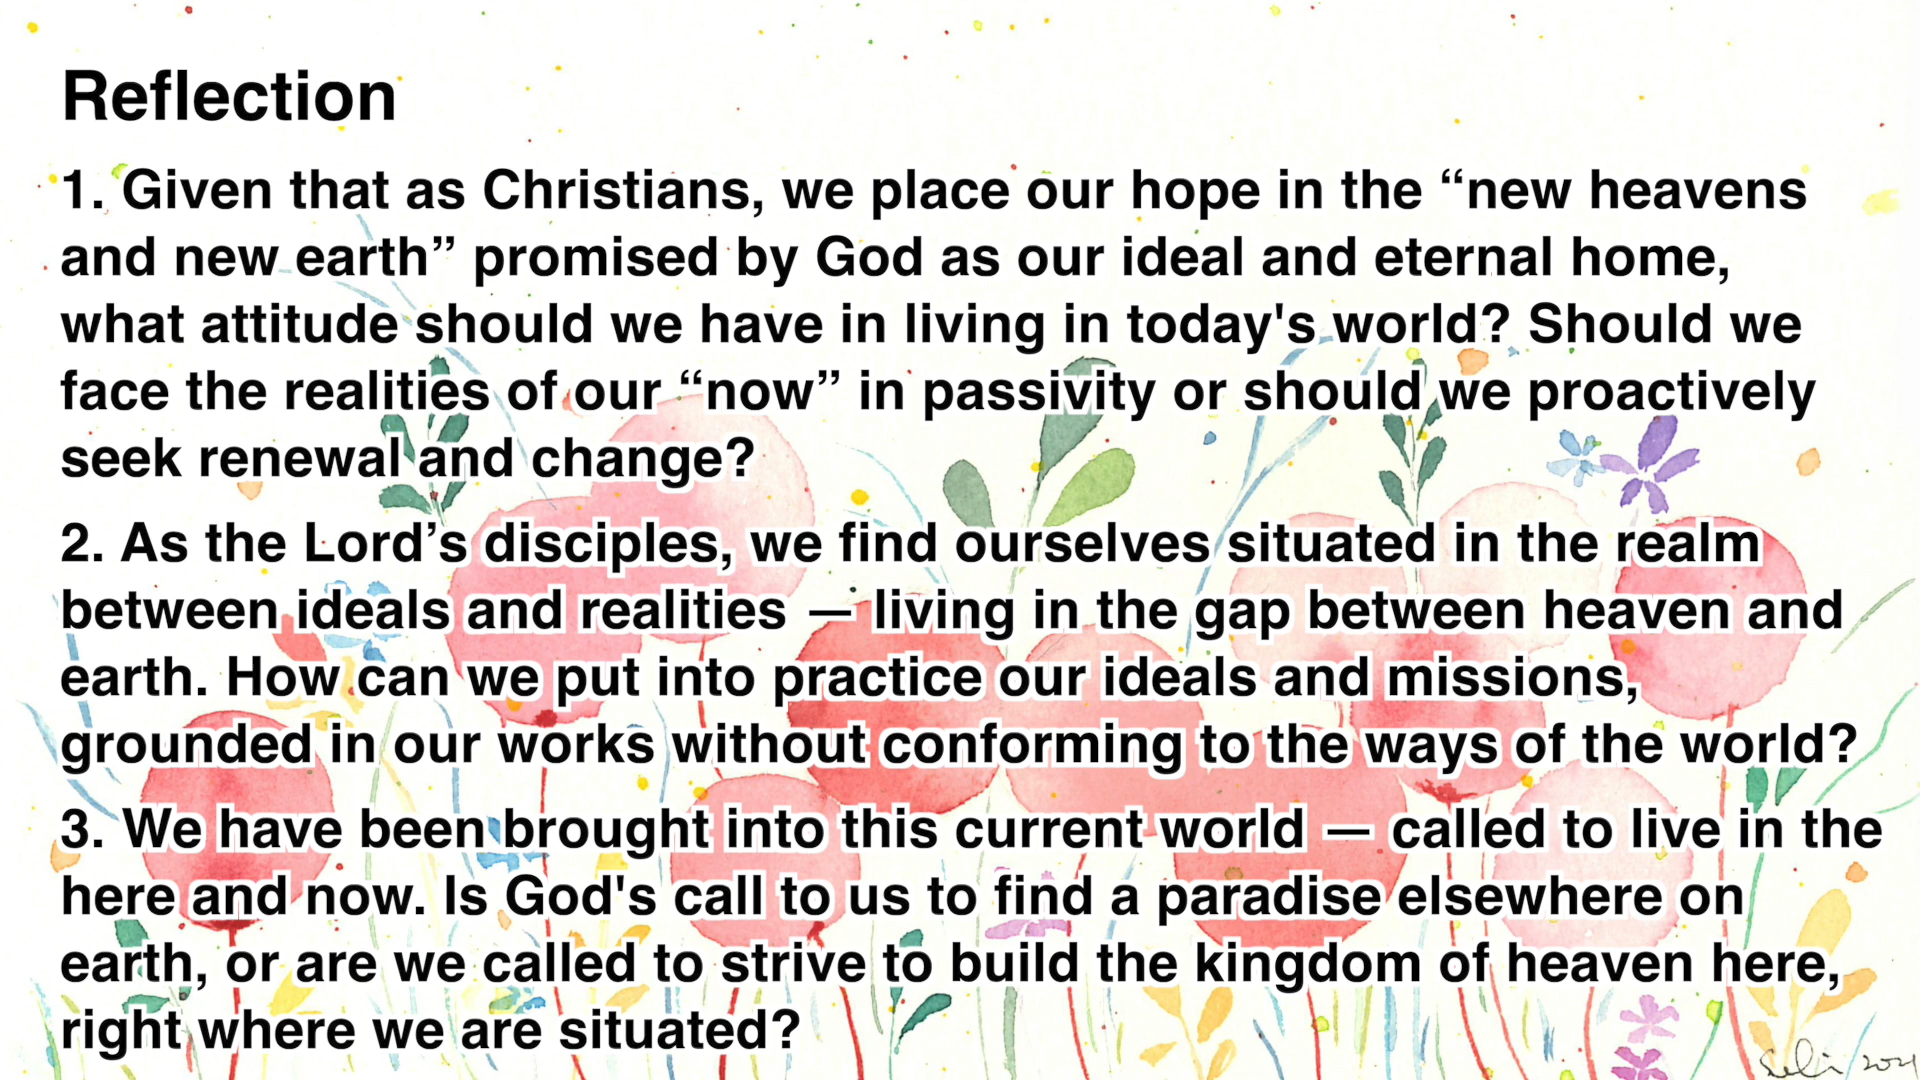 Reflection
1. Given that as Christians, we place our hope in the “new heavens
and new earth” promised by God as our ideal and eternal home,
what attitude should we have in living in today's world? Should we
face the realities of our “now” in passivity or should we proactively
seek renewal and change?
2. As the Lord’s disciples, we find ourselves situated in the realm
between ideals and realities — living in the gap between heaven and
earth. How can we put into practice our ideals and missions,
grounded in our works without conforming to the ways of the world?
3. We have been brought into this current world — called to live in the
here and now. Is God's call to us to find a paradise elsewhere on
earth, or are we called to strive to build the kingdom of heaven here,
right where we are situated?